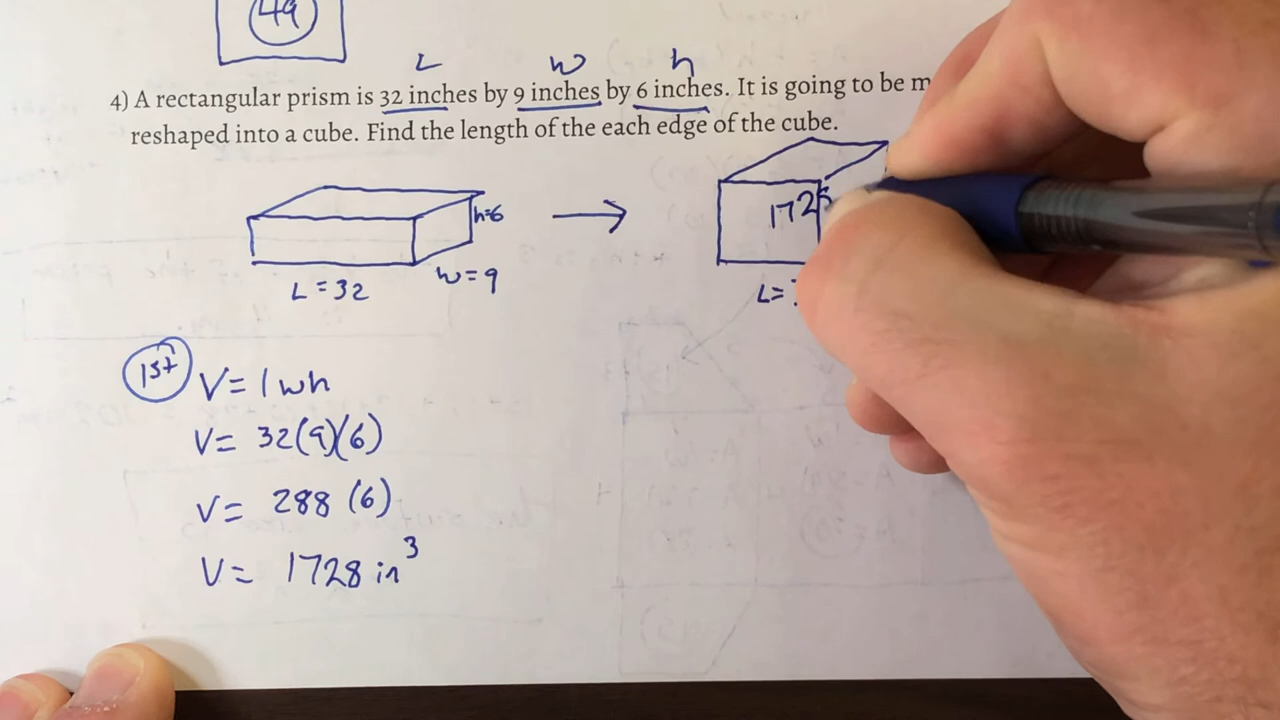 49
L w h
4) A rectangular prism is 32 inches by 9 inches by 6 inches. It is going to be
reshaped into a cube. Find the length of the each edge of the cube.
h=6
w=9
L=32
172
L=
1st V=lwh
V= 32(9)(6)
V= 288 (6)
V= 1728 in³